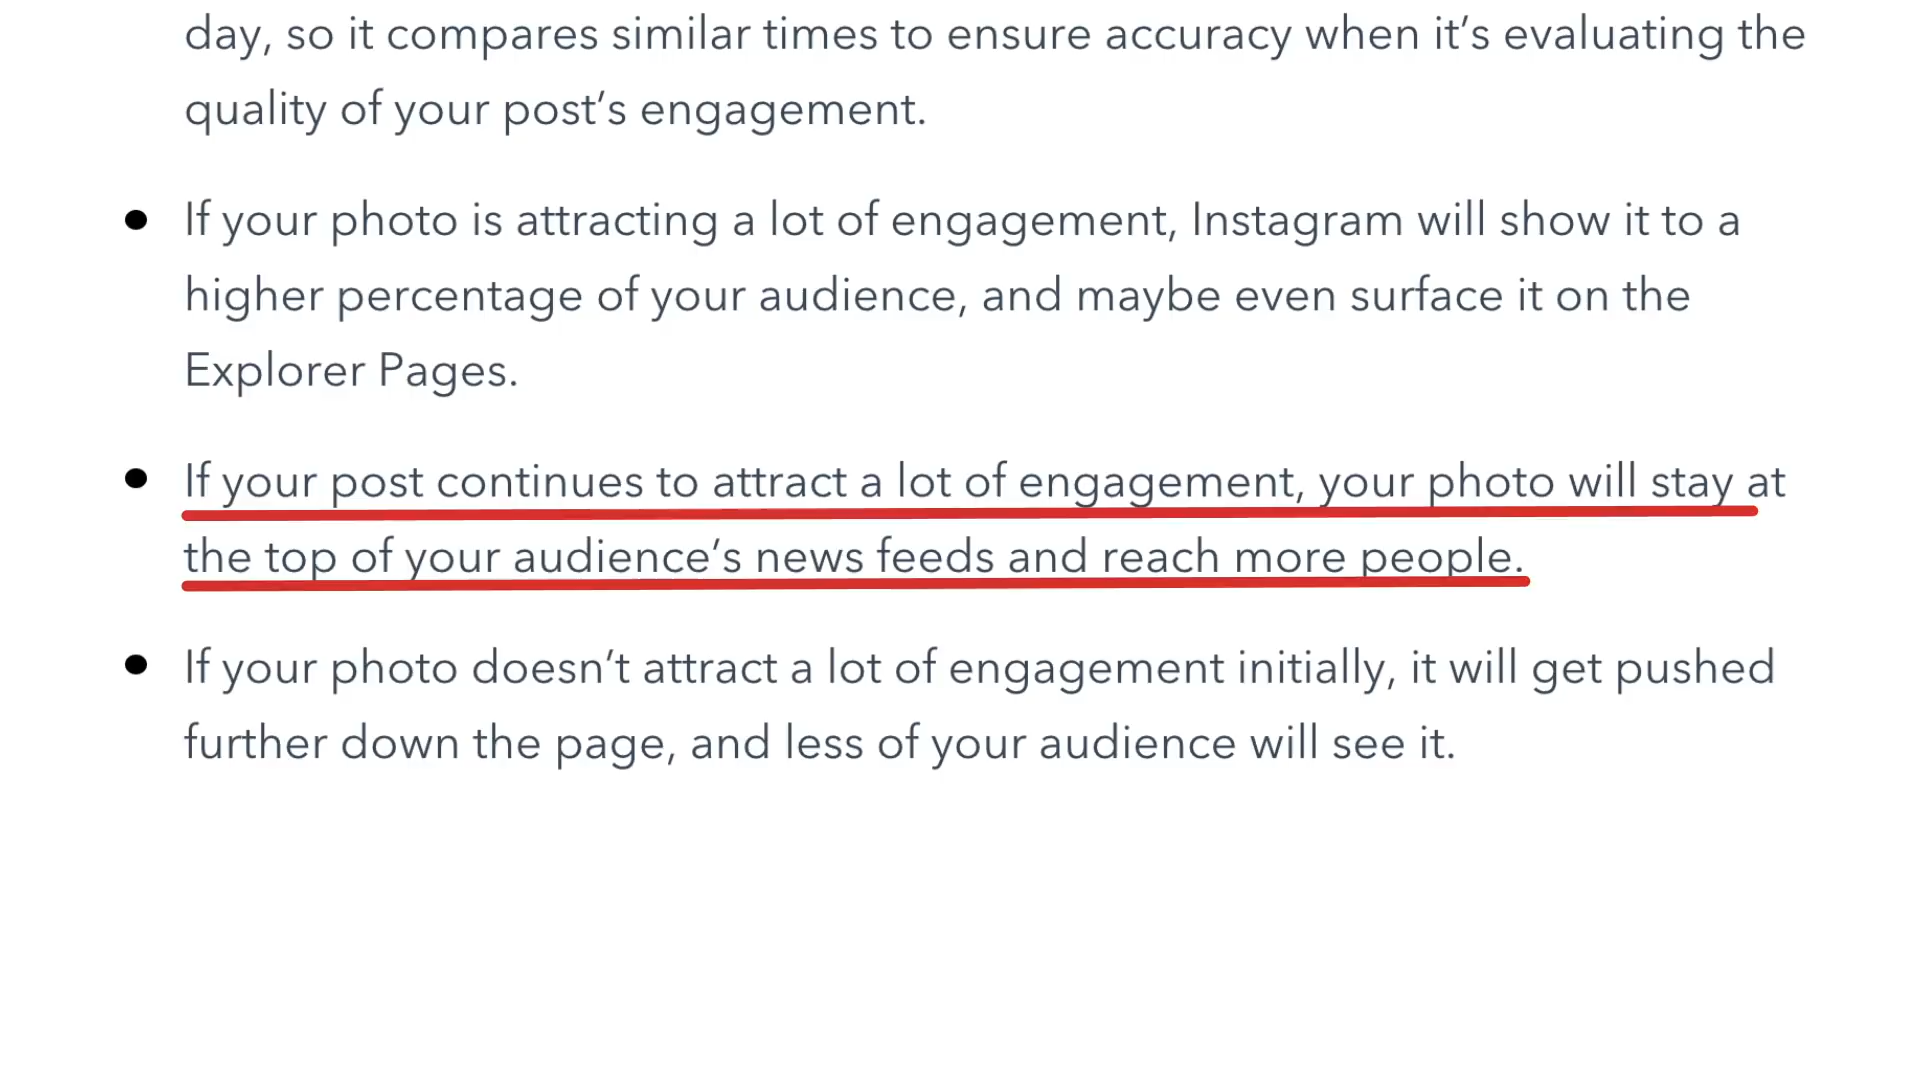 day, so it compares similar times to ensure accuracy when it’s evaluating the
quality of your post’s engagement.
If your photo is attracting a lot of engagement, Instagram will show it to a
higher percentage of your audience, and maybe even surface it on the
Explorer Pages.
If your post continues to attract a lot of engagement, your photo will stay at
the top of your audience’s news feeds and reach more people.
If your photo doesn’t attract a lot of engagement initially, it will get pushed
further down the page, and less of your audience will see it.